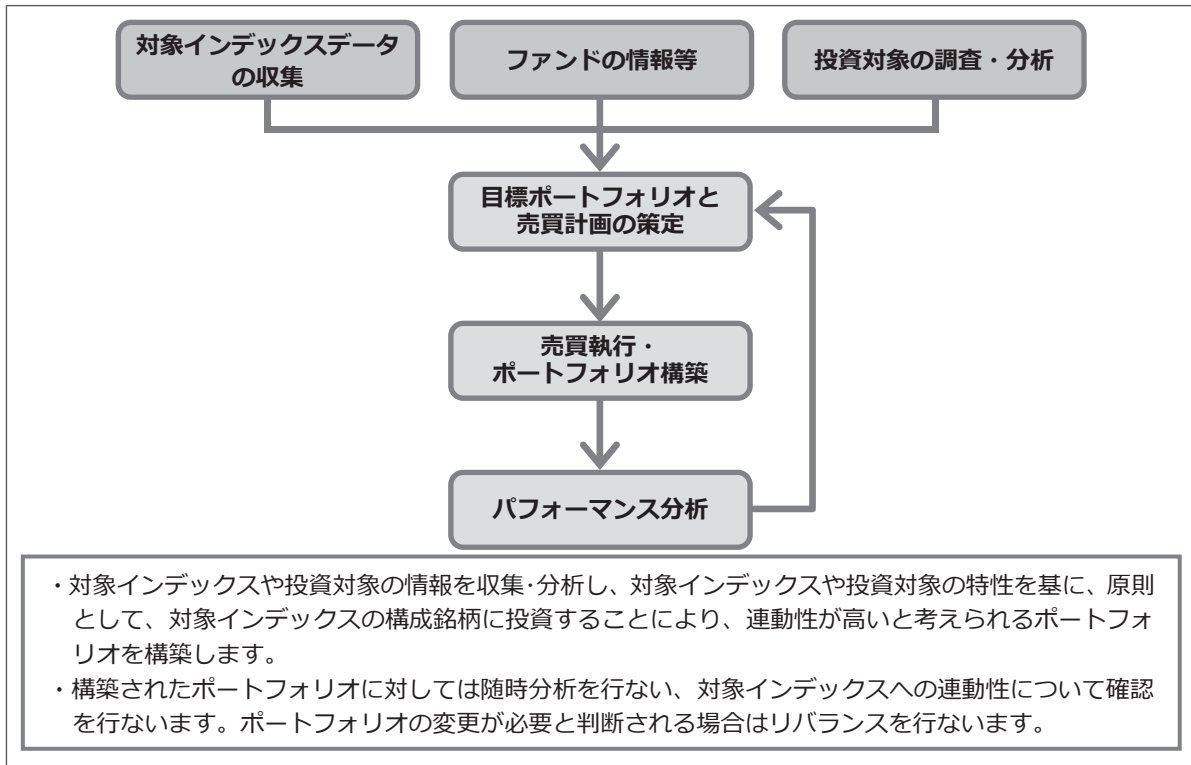 対象インデックスデータ
の収集
ファンドの情報等
投資対象の調査・分析
目標ポートフォリオと
売買計画の策定
売買執行・
ポートフォリオ構築
パフォーマンス分析
・対象インデックスや投資対象の情報を収集・分析し、対象インデックスや投資対象の特性を基に、原則
として、対象インデックスの構成銘柄に投資することにより、連動性が高いと考えられるポートフォ
リオを構築します。
・構築されたポートフォリオに対しては随時分析を行ない、対象インデックスへの連動性について確認
を行ないます。ポートフォリオの変更が必要と判断される場合はリバランスを行ないます。